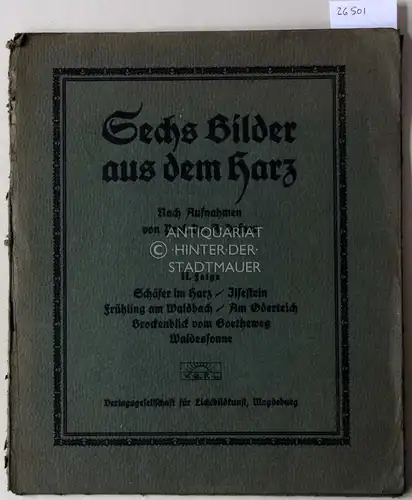 26501
Sechs Bilder
aus dem Harz
Nach Aufnahmen
von
ANTIQUARIAT
HINTER DER
STADTMAUER
II. Folge
Schäfer im Harz / Ilsestein
Frühling am Waldbach / Am Oderteich
Brockenblick vom Goetheweg
Waldessonne
Verlagsgesellschaft für Lichtbildkunst, Magdeburg